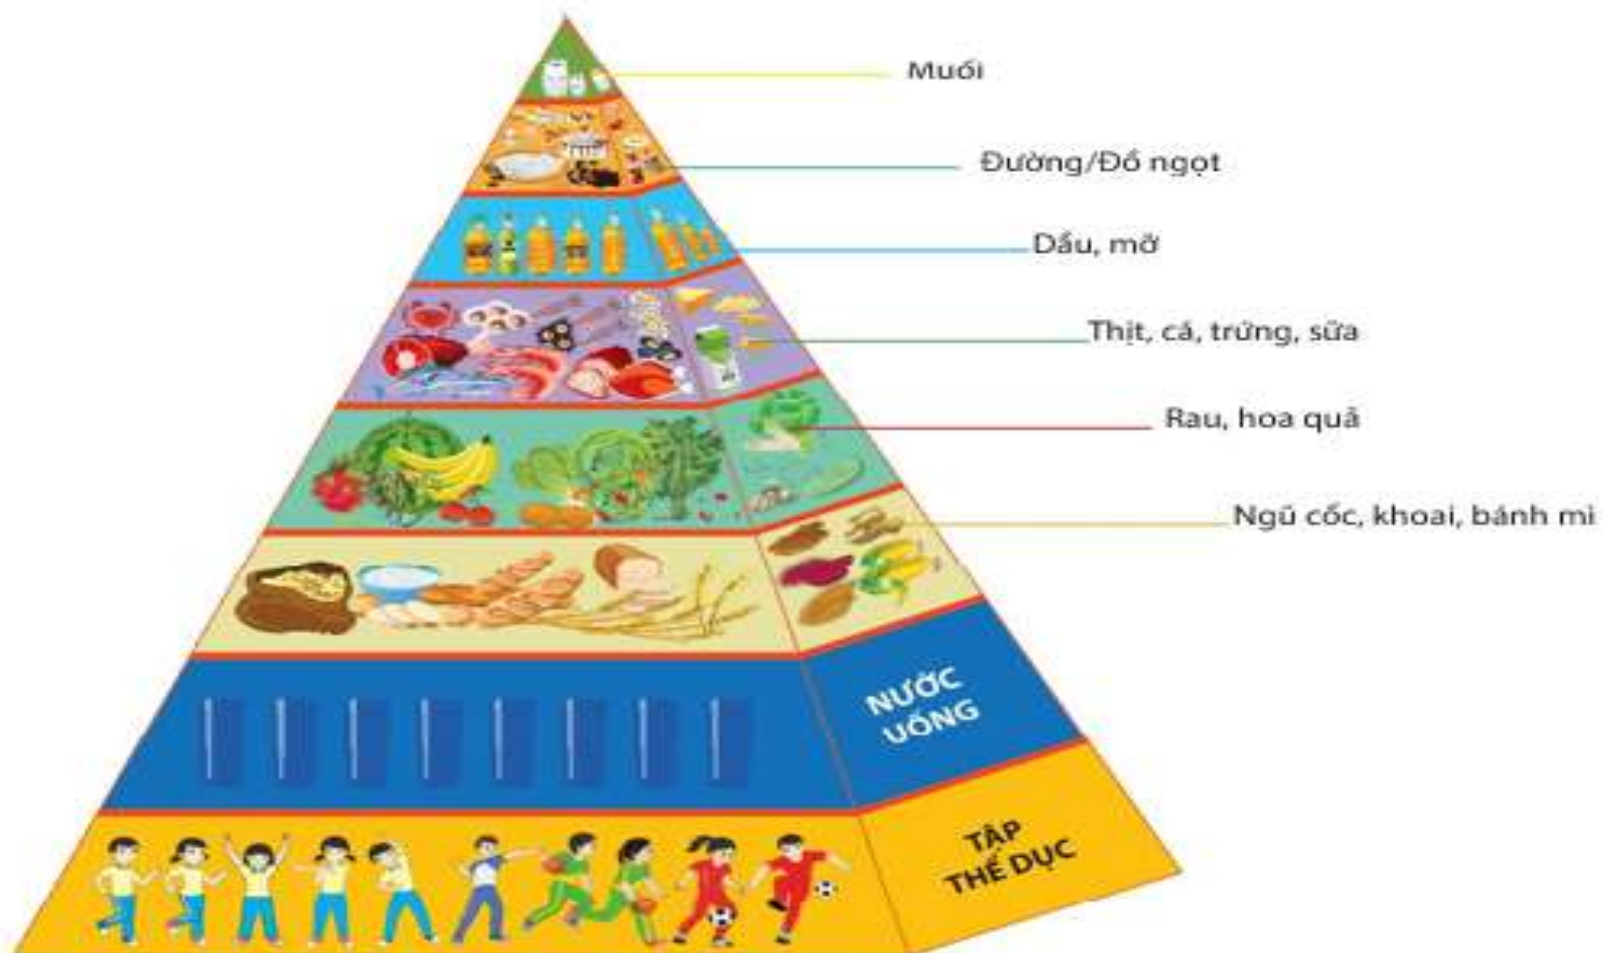 Muối
Đường/Đồ ngọt
Dầu, mỡ
Thịt, cá, trứng, sữa
Rau, hoa quả
Ngũ cốc, khoai, bánh mì
NƯỚC
UỐNG
TẬP
THỂ DỤC